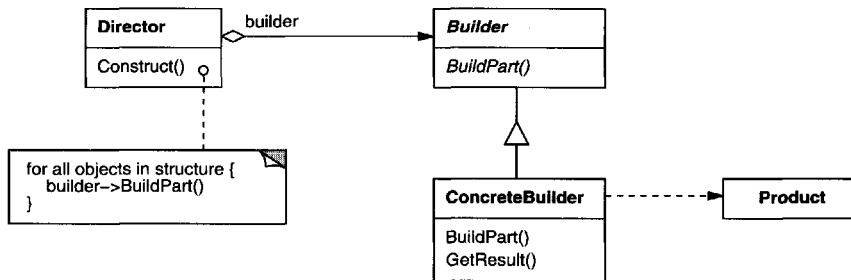 Director
builder
Builder
Construct()
BuildPart()
for all objects in structure {
builder–>BuildPart()
}
ConcreteBuilder
Product
BuildPart()
GetResult()